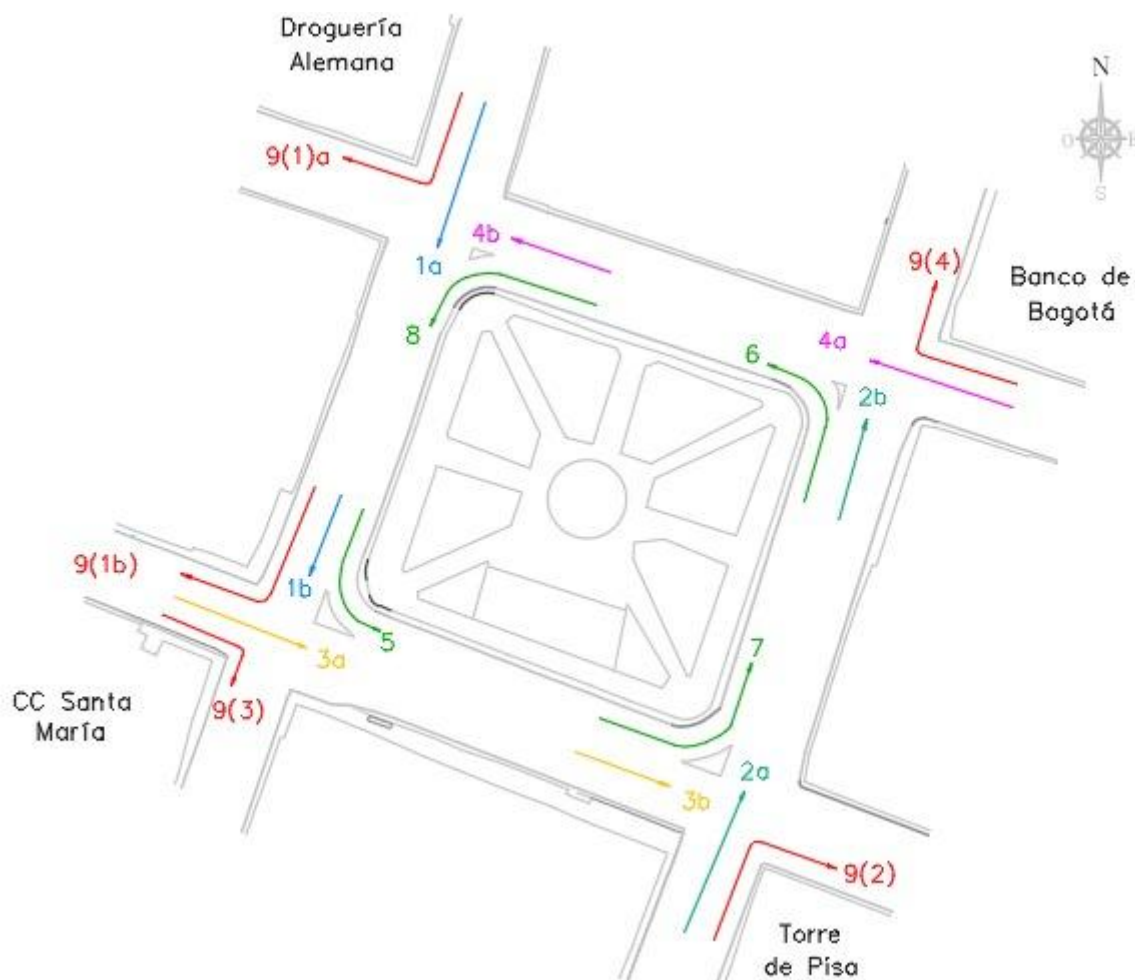 Droguería
Alemana
N
O
E
S
9(1)a
4b
1a
8
9(4)
Banco de
Bogotá
4a
6
2b
9(1b)
1b
5
3a
7
CC Santa
María
9(3)
2a
3b
9(2)
Torre
de Pisa